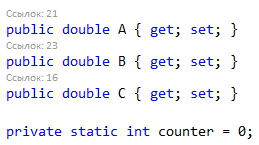 Ссылок: 21
public double A { get; set; }
Ссылок: 23
public double B { get; set; }
Ссылок: 16
public double C { get; set; }
private static int counter = 0;